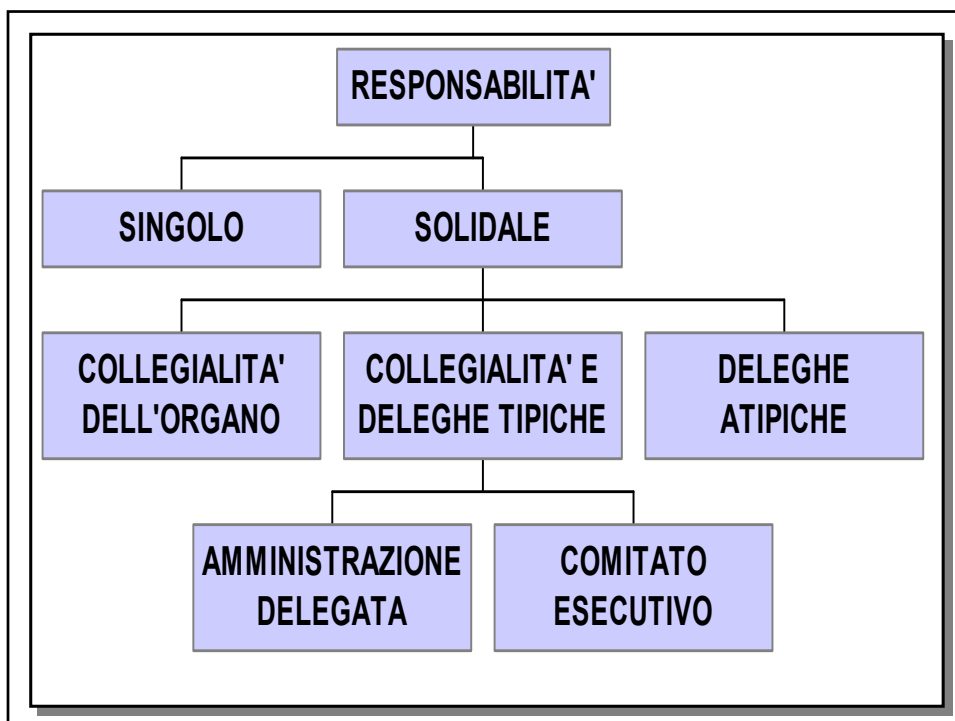 RESPONSABILITA'
SINGOLO
SOLIDALE
COLLEGIALITA'
DELL'ORGANO
COLLEGIALITA' E
DELEGHE TIPICHE
DELEGHE
ATIPICHE
AMMINISTRAZIONE
DELEGATA
COMITATO
ESECUTIVO